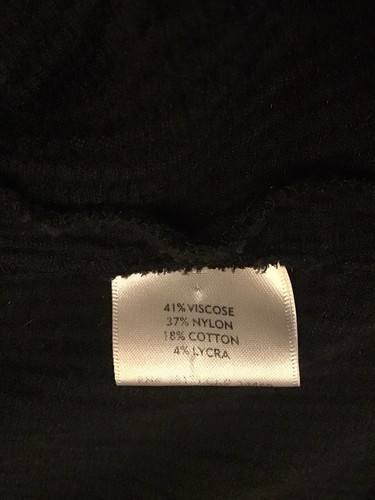 41% VISCOSE
37% NYLON
18% COTTON
4% LYCRA